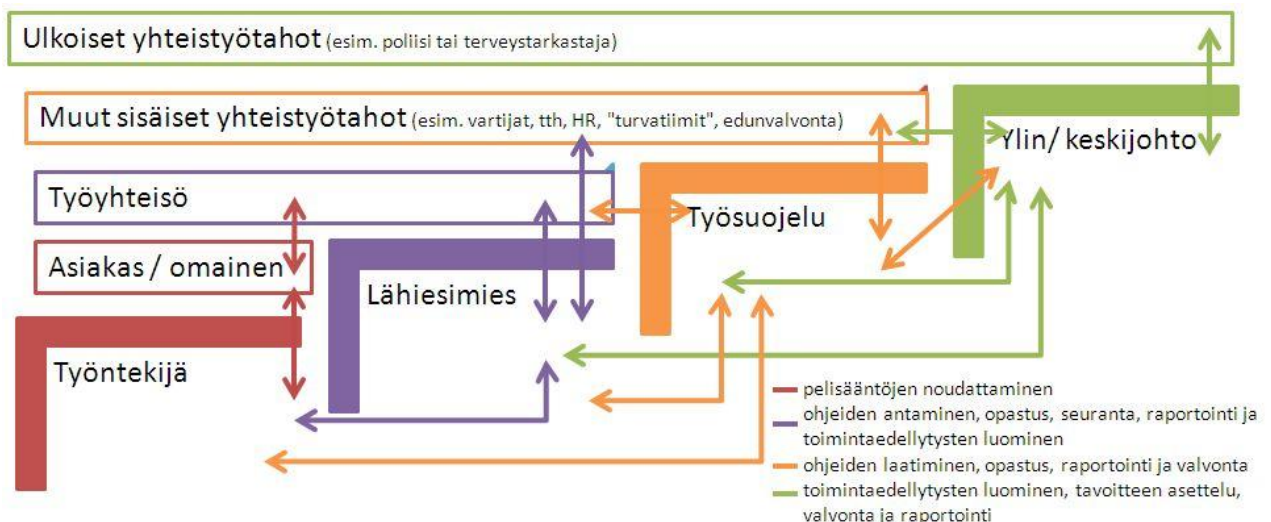 Ulkoiset yhteistyötahot (esim. poliisi tai terveystarkastaja)
Muut sisäiset yhteistyötahot (esim. vartijat, tth, HR, "turvatiimit", edunvalvonta)
Ylin/ keskijohto
Työyhteisö
Työsuojelu
Asiakas / omainen
Lähiesimies
Työntekijä
pelisääntöjen noudattaminen
ohjeiden antaminen, opastus, seuranta, raportointi ja
toimintaedellytysten luominen
ohjeiden laatiminen, opastus, raportointi ja valvonta
toimintaedellytysten luominen, tavoitteen asettelu,
valvonta ja raportointi